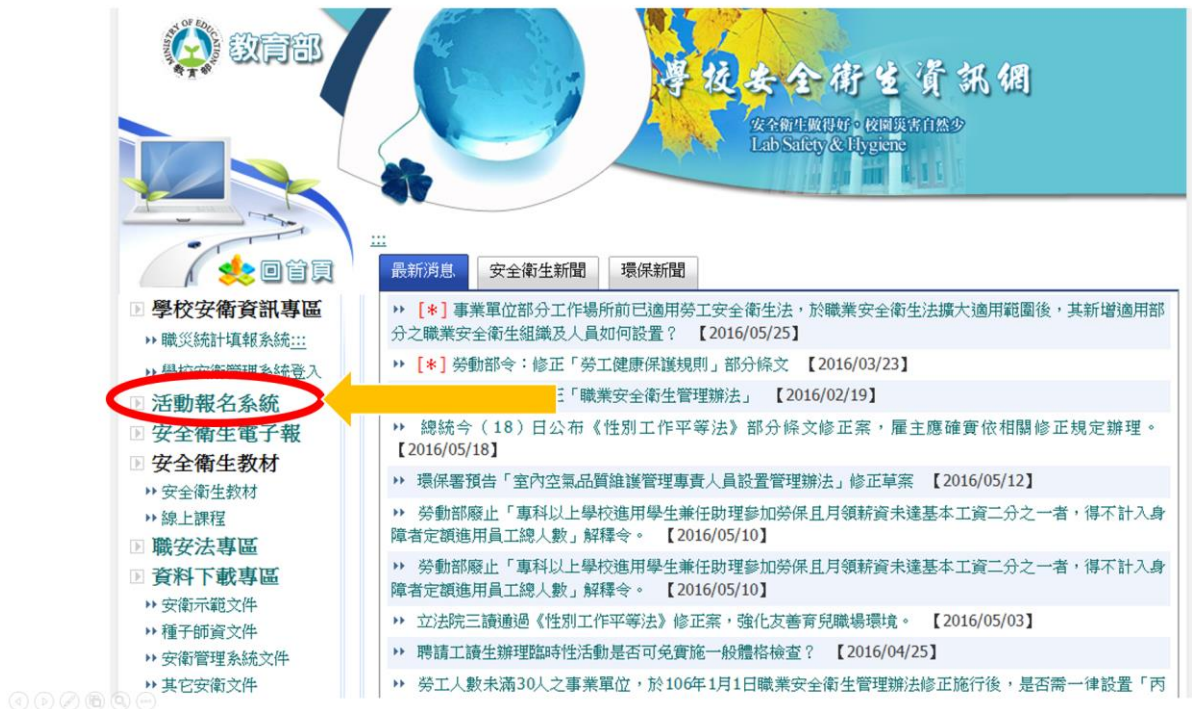 MINISTRY OF EDUCATION
教育部
教育部
學校安全衛生資訊網
安全衛生做得好・校園災害自然少
Lab Safety & Hygiene
回首頁
:::
最新消息 安全衛生新聞 環保新聞
學校安衛資訊專區
職災統計填報系統:::
學校安衛管理系統登入
活動報名系統
安全衛生電子報
安全衛生教材
安全衛生教材
線上課程
職安法專區
資料下載專區
安衛示範文件
種子師資文件
安衛管理系統文件
其它安衛文件
[*] 事業單位部分工作場所前已適用勞工安全衛生法，於職業安全衛生法擴大適用範圍後，其新增適用部
分之職業安全衛生組織及人員如何設置？ 【2016/05/25】
[*] 勞動部令：修正「勞工健康保護規則」部分條文 【2016/03/23】
「職業安全衛生管理辦法」 【2016/02/19】
總統今（18）日公布《性別工作平等法》部分條文修正案，雇主應確實依相關修正規定辦理。
【2016/05/18】
環保署預告「室內空氣品質維護管理專責人員設置管理辦法」修正草案 【2016/05/12】
勞動部廢止「專科以上學校進用學生兼任助理參加勞保且月領薪資未達基本工資二分之一者，得不計入身
障者定額進用員工總人數」解釋令。 【2016/05/10】
勞動部廢止「專科以上學校進用學生兼任助理參加勞保且月領薪資未達基本工資二分之一者，得不計入身
障者定額進用員工總人數」解釋令。 【2016/05/10】
立法院三讀通過《性別工作平等法》修正案，強化友善育兒職場環境。 【2016/05/03】
聘請工讀生辦理臨時性活動是否可免實施一般體格檢查？ 【2016/04/25】
勞工人數未滿30人之事業單位，於106年1月1日職業安全衛生管理辦法修正施行後，是否需一律設置「丙